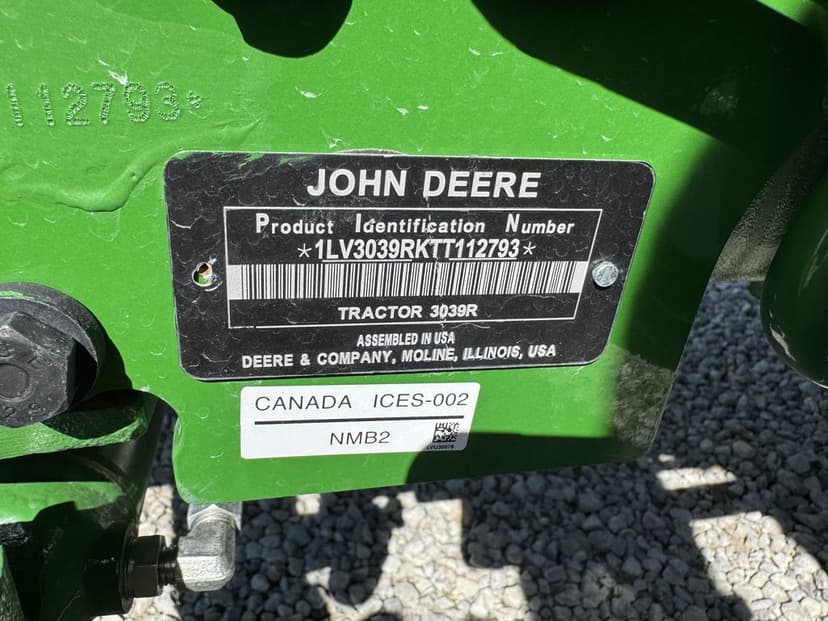 112793*
JOHN DEERE
Product Identification Number
*1LV3039RKTT112793*
TRACTOR 3039R
ASSEMBLED IN USA
DEERE & COMPANY, MOLINE, ILLINOIS, USA
CANADA ICES-002
NMB2